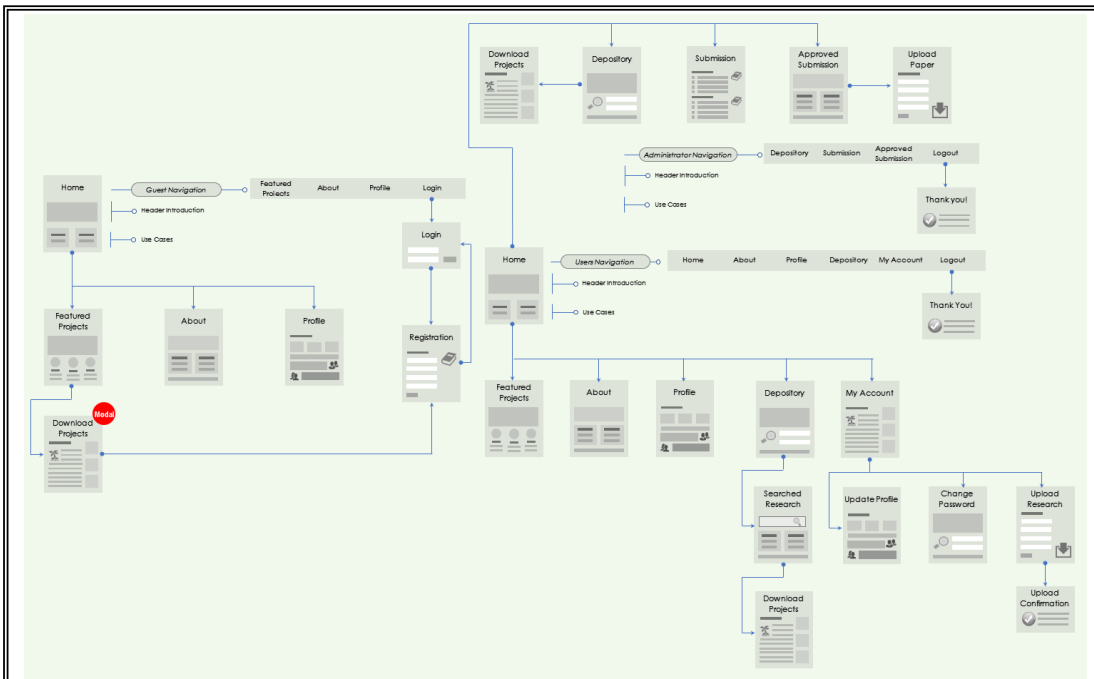 Download
Projects
Depository
Submission
Approved
Submission
Upload
Paper
Administrator Navigation
Depository
Submission
Approved
Submission
Logout
Header Introduction
Use Cases
Thank you!
Home
Guest Navigation
Featured
Projects
About
Profile
Login
Header Introduction
Use Cases
Login
Home
Users Navigation
Home
About
Profile
Depository
My Account
Logout
Header Introduction
Use Cases
Thank You!
Featured
Projects
About
Profile
Registration
Modal
Download
Projects
Featured
Projects
About
Profile
Depository
My Account
Searched
Research
Update Profile
Change
Password
Upload
Research
Download
Projects
Upload
Confirmation